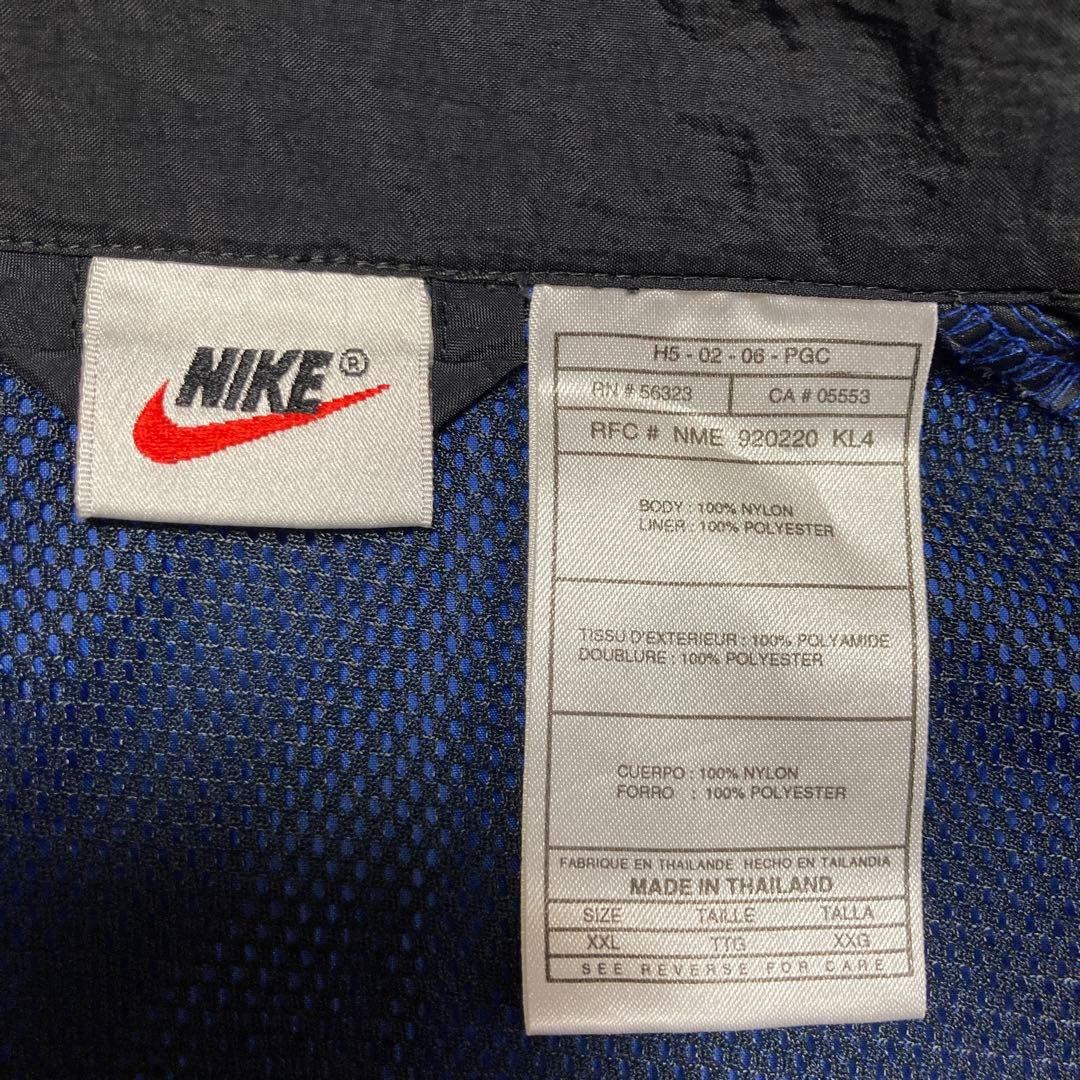 NIKE®
H5 - 02 - 06 - PGC
RN # 56323 CA # 05553
RFC # NME 920220 KL4
BODY : 100% NYLON
LINER : 100% POLYESTER
TISSU D'EXTERIEUR : 100% POLYAMIDE
DOUBLURE : 100% POLYESTER
CUERPO : 100% NYLON
FORRO : 100% POLYESTER
FABRIQUE EN THAILANDE HECHO EN TAILANDIA
MADE IN THAILAND
SIZE TAILLE TALLA
XXL TTG XXG
SEE REVERSE FOR CARE